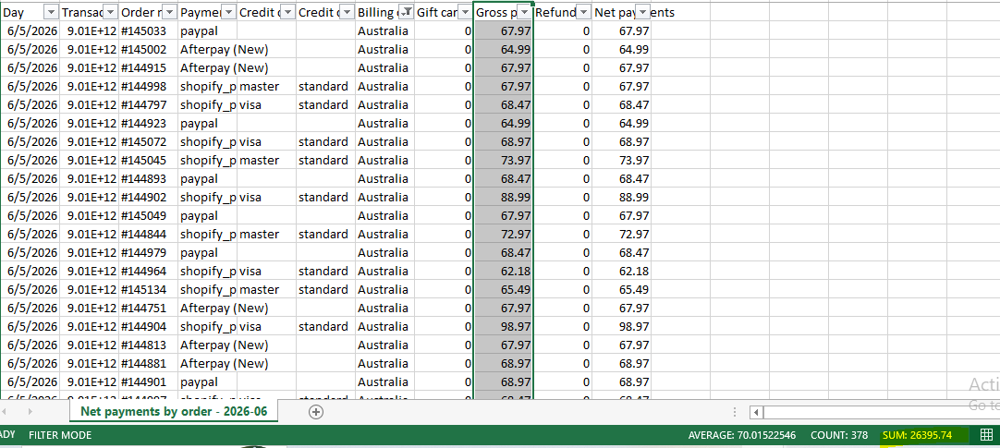 Day Transac Order r Paymer Credit c Credit c Billing c Gift car Gross p Refund Net payments
6/5/2026 9.01E+12 #145033 paypal Australia 0 67.97 0 67.97
6/5/2026 9.01E+12 #145002 Afterpay (New) Australia 0 64.99 0 64.99
6/5/2026 9.01E+12 #144915 Afterpay (New) Australia 0 67.97 0 67.97
6/5/2026 9.01E+12 #144998 shopify_p master standard Australia 0 67.97 0 67.97
6/5/2026 9.01E+12 #144797 shopify_p visa standard Australia 0 68.47 0 68.47
6/5/2026 9.01E+12 #144923 paypal Australia 0 64.99 0 64.99
6/5/2026 9.01E+12 #145072 shopify_p visa standard Australia 0 68.97 0 68.97
6/5/2026 9.01E+12 #145045 shopify_p master standard Australia 0 73.97 0 73.97
6/5/2026 9.01E+12 #144893 paypal Australia 0 68.47 0 68.47
6/5/2026 9.01E+12 #144902 shopify_p visa standard Australia 0 88.99 0 88.99
6/5/2026 9.01E+12 #145049 paypal Australia 0 67.97 0 67.97
6/5/2026 9.01E+12 #144844 shopify_p master standard Australia 0 72.97 0 72.97
6/5/2026 9.01E+12 #144979 paypal Australia 0 68.47 0 68.47
6/5/2026 9.01E+12 #144964 shopify_p visa standard Australia 0 62.18 0 62.18
6/5/2026 9.01E+12 #145134 shopify_p master standard Australia 0 65.49 0 65.49
6/5/2026 9.01E+12 #144751 Afterpay (New) Australia 0 67.97 0 67.97
6/5/2026 9.01E+12 #144904 shopify_p visa standard Australia 0 98.97 0 98.97
6/5/2026 9.01E+12 #144813 Afterpay (New) Australia 0 67.97 0 67.97
6/5/2026 9.01E+12 #144881 Afterpay (New) Australia 0 68.97 0 68.97
6/5/2026 9.01E+12 #144901 paypal Australia 0 68.97 0 68.97
Acti
Go to
Net payments by order - 2026-06
ADY FILTER MODE AVERAGE: 70.01522546 COUNT: 378 SUM: 26395.74